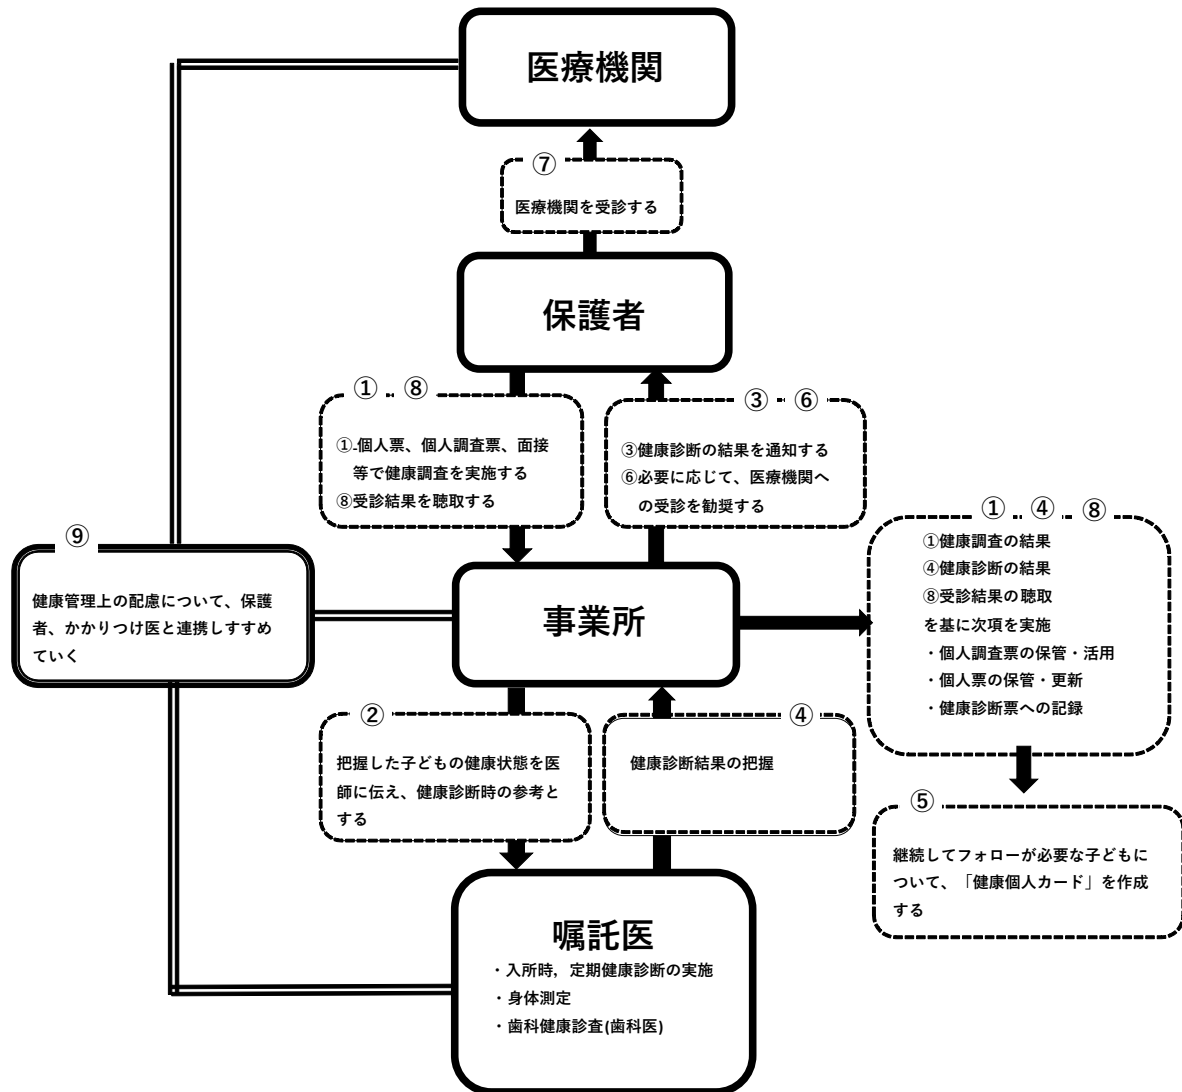 医療機関
⑦
医療機関を受診する
保護者
① ⑧
①.個人票、個人調査票、面接
等で健康調査を実施する
⑧受診結果を聴取する
③ ⑥
③健康診断の結果を通知する
⑥必要に応じて、医療機関へ
の受診を勧奨する
⑨
健康管理上の配慮について、保護
者、かかりつけ医と連携しすすめ
ていく
事業所
① ④ ⑧
①健康調査の結果
④健康診断の結果
⑧受診結果の聴取
を基に次項を実施
・個人調査票の保管・活用
・個人票の保管・更新
・健康診断票への記録
②
把握した子どもの健康状態を医
師に伝え、健康診断時の参考と
する
④
健康診断結果の把握
⑤
継続してフォローが必要な子どもに
ついて、「健康個人カード」を作成
する
嘱託医
・入所時，定期健康診断の実施
・身体測定
・歯科健康診査(歯科医)